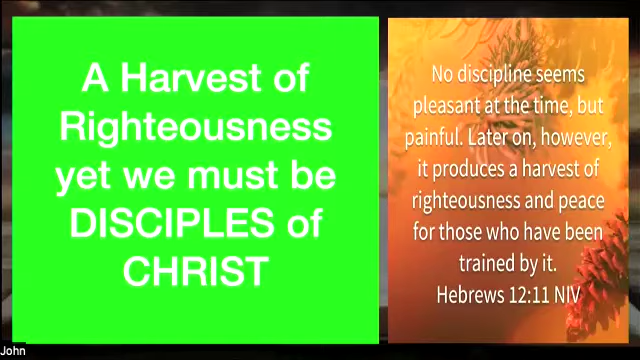 A Harvest of
Righteousness
yet we must be
DISCIPLES of
CHRIST
No discipline seems
pleasant at the time, but
painful. Later on, however,
it produces a harvest of
righteousness and peace
for those who have been
trained by it.
Hebrews 12:11 NIV
John